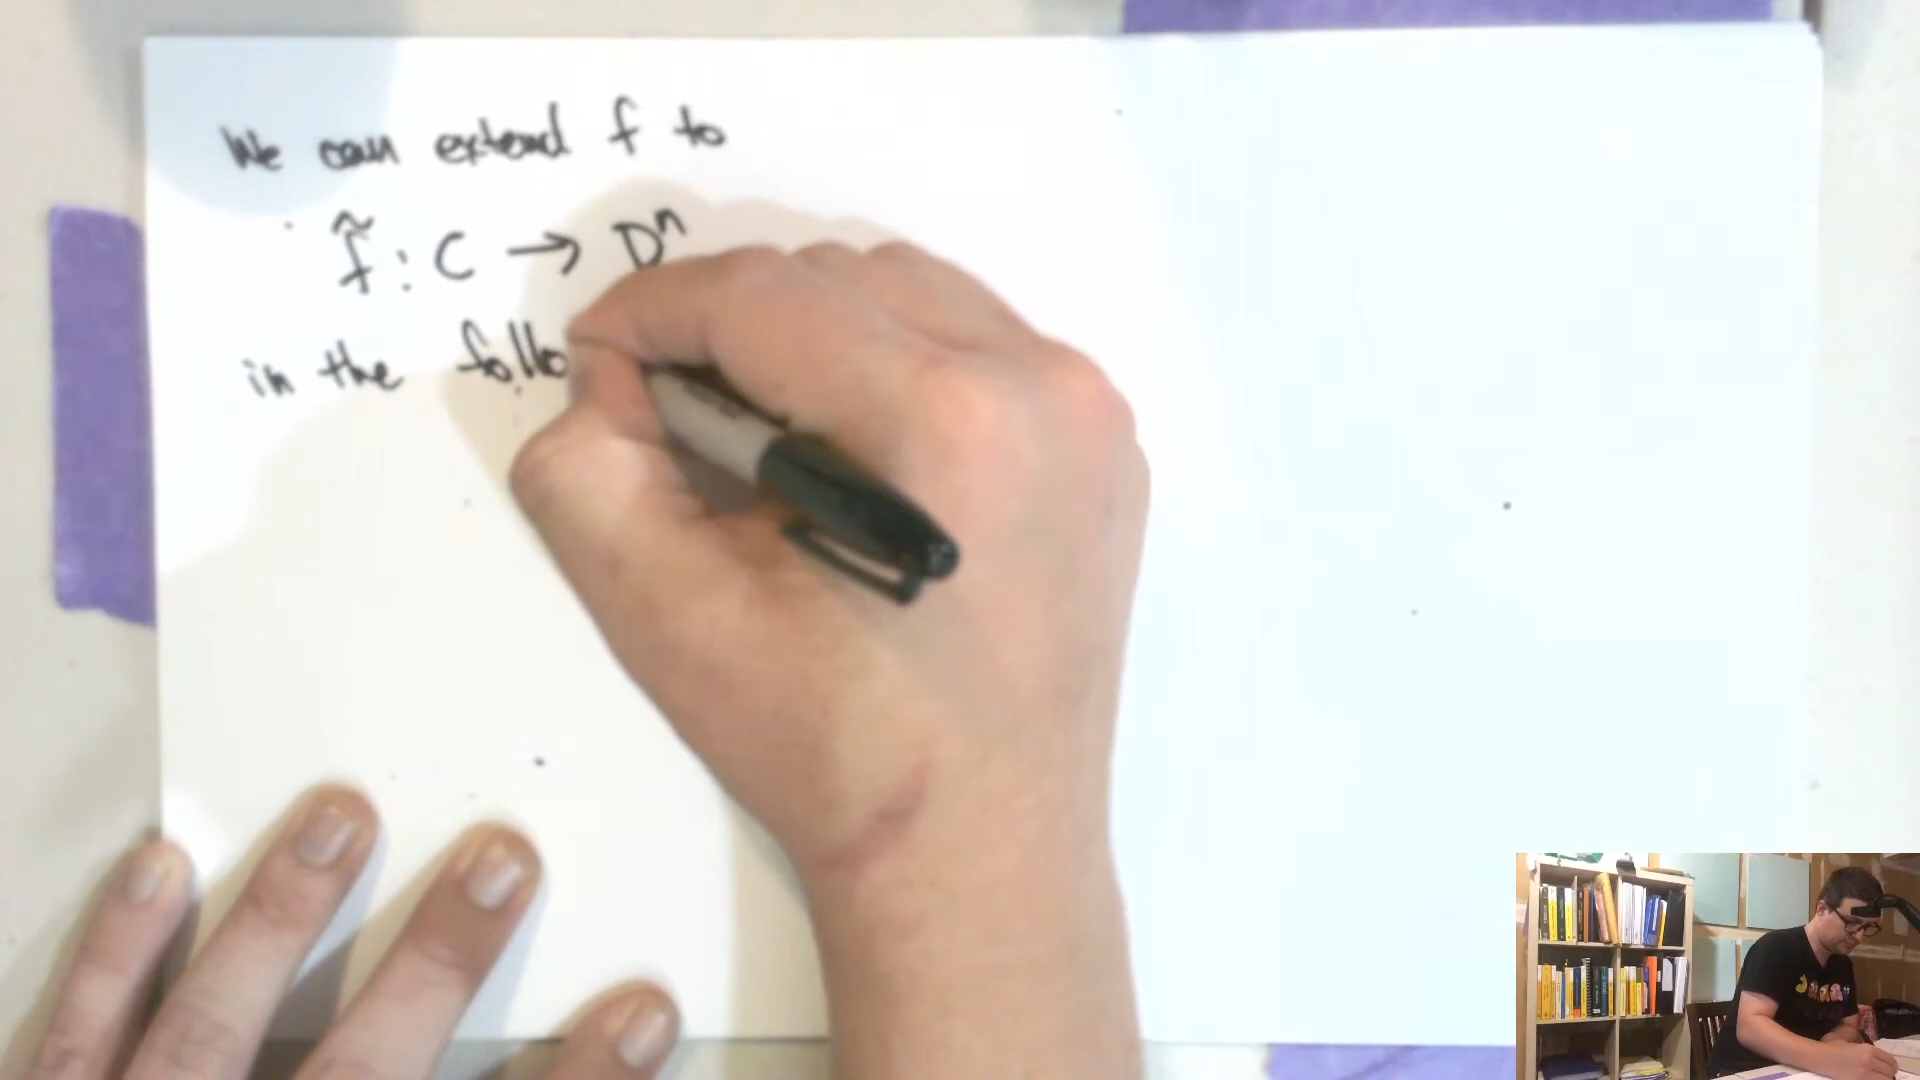 We can extend f to
f̃ : C → Dⁿ
in the follo